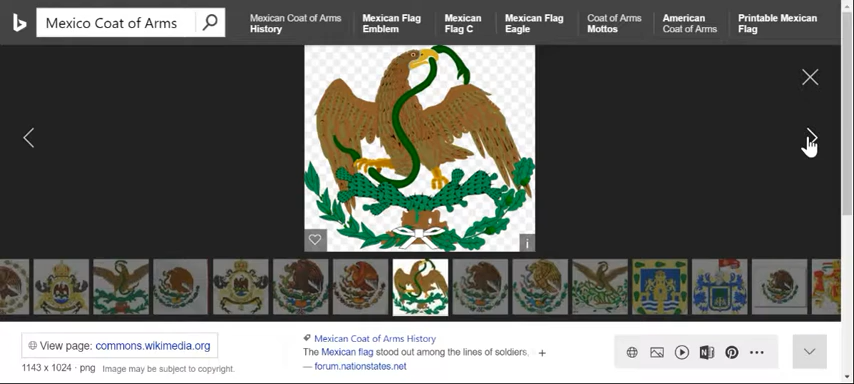 Mexico Coat of Arms
Mexican Coat of Arms
History
Mexican Flag
Emblem
Mexican
Flag C
Mexican Flag
Eagle
Coat of Arms
Mottos
American
Coat of Arms
Printable Mexican
Flag
View page: commons.wikimedia.org
1143 x 1024 · png Image may be subject to copyright.
Mexican Coat of Arms History
The Mexican flag stood out among the lines of soldiers.
— forum.nationstates.net